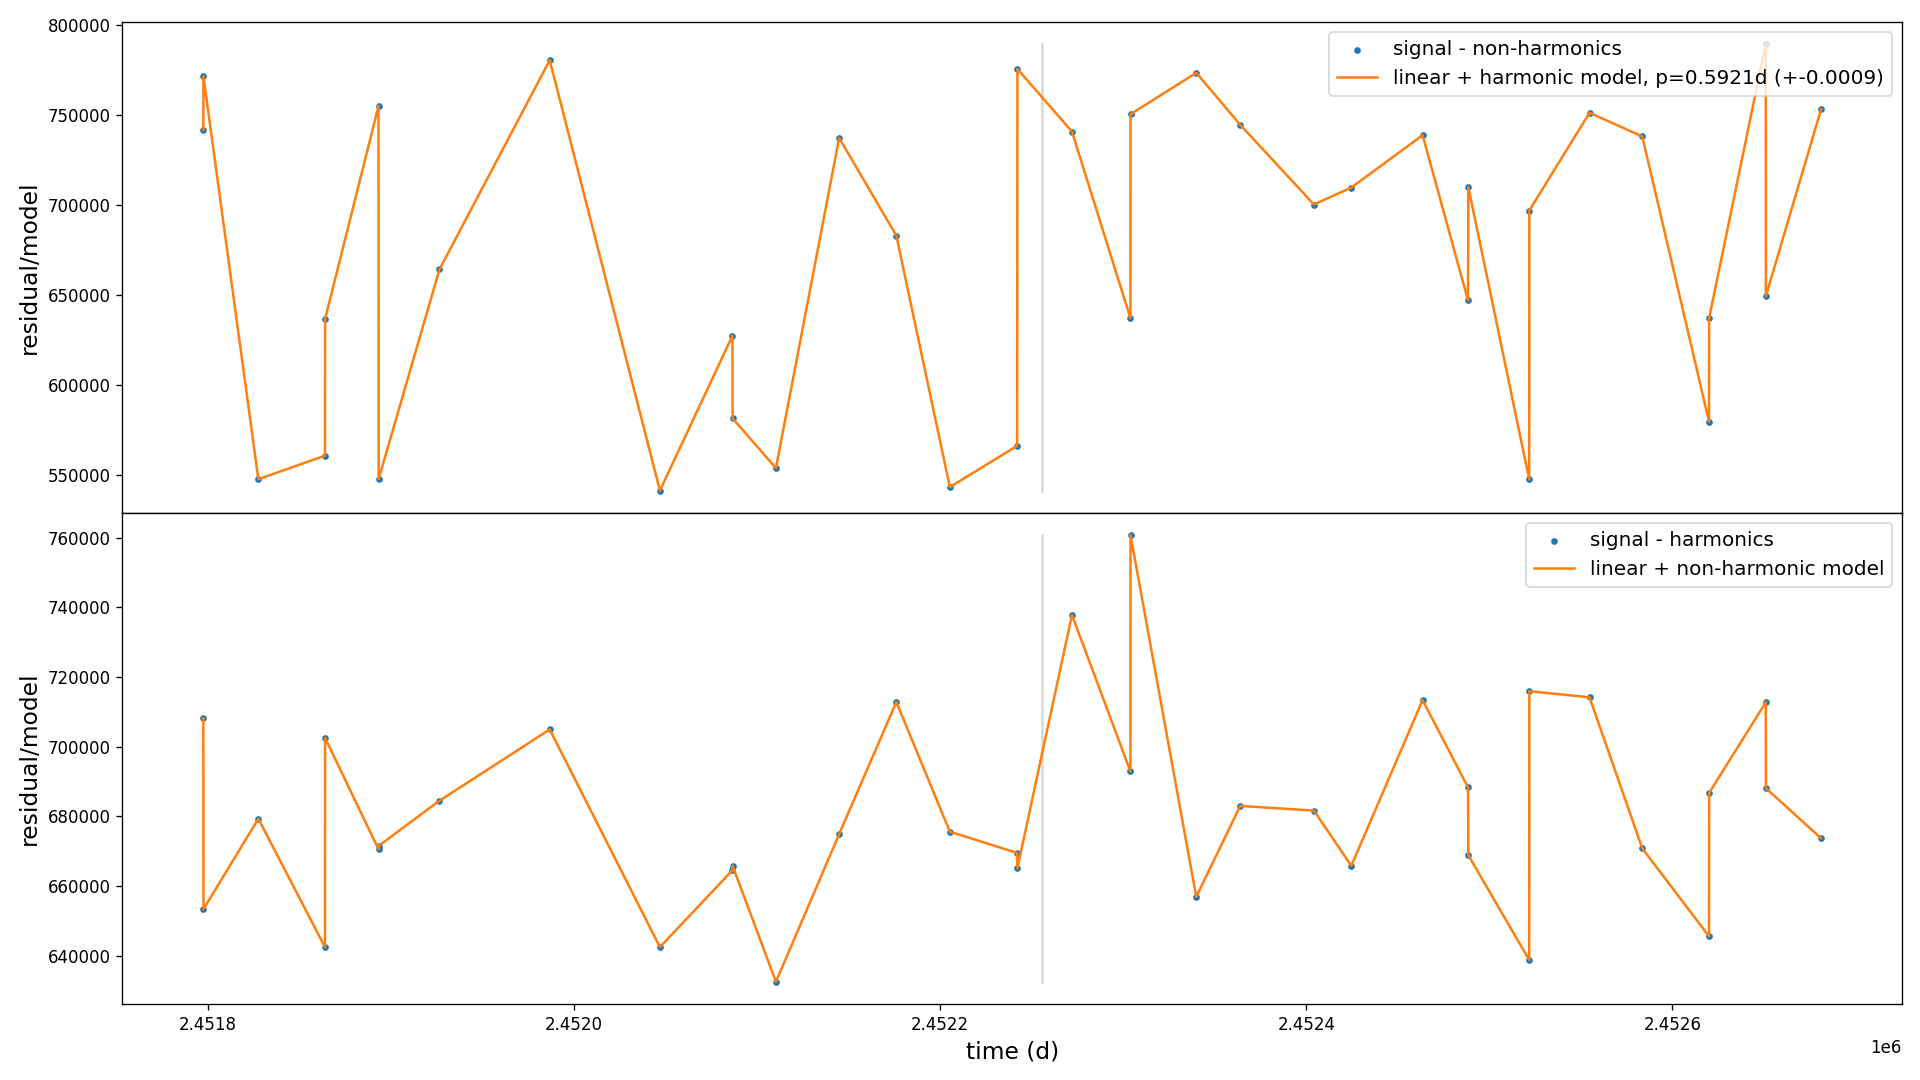 800000
750000
700000
650000
600000
550000
residual/model
signal - non-harmonics
linear + harmonic model, p=0.5921d (+-0.0009)
760000
740000
720000
700000
680000
660000
640000
residual/model
signal - harmonics
linear + non-harmonic model
2.4518
2.4520
2.4522
2.4524
2.4526
1e6
time (d)